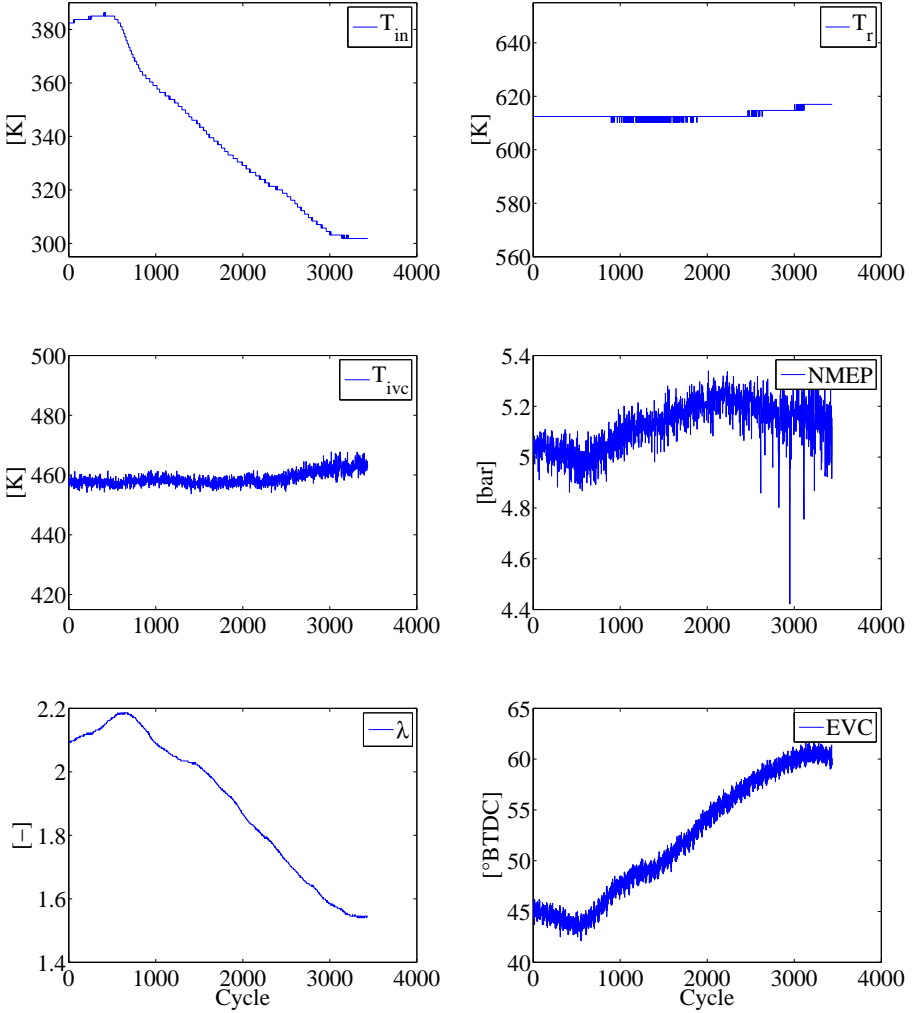 380
360
340
320
300
[K]
0 1000 2000 3000 4000
T_in
640
620
600
580
560
[K]
0 1000 2000 3000 4000
T_r
500
480
460
440
420
[K]
0 1000 2000 3000 4000
T_ivc
5.4
5.2
5
4.8
4.6
4.4
[bar]
0 1000 2000 3000 4000
NMEP
2.2
2
1.8
1.6
1.4
[−]
0 1000 2000 3000 4000
Cycle
λ
65
60
55
50
45
40
[°BTDC]
0 1000 2000 3000 4000
Cycle
EVC